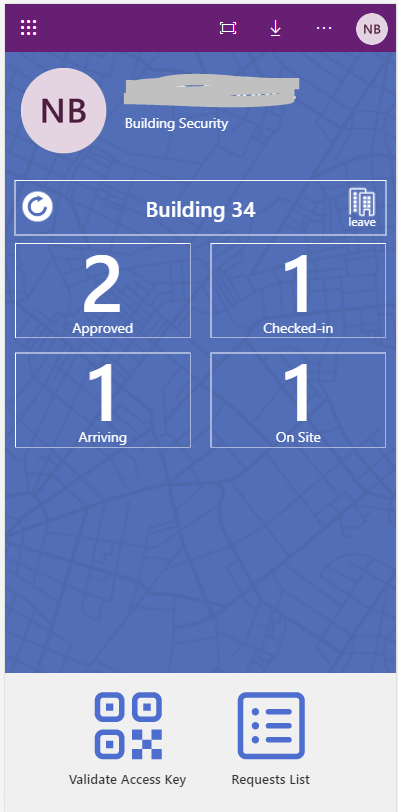 NB
NB
Building Security
Building 34
leave
2
Approved
1
Checked-in
1
Arriving
1
On Site
Validate Access Key
Requests List